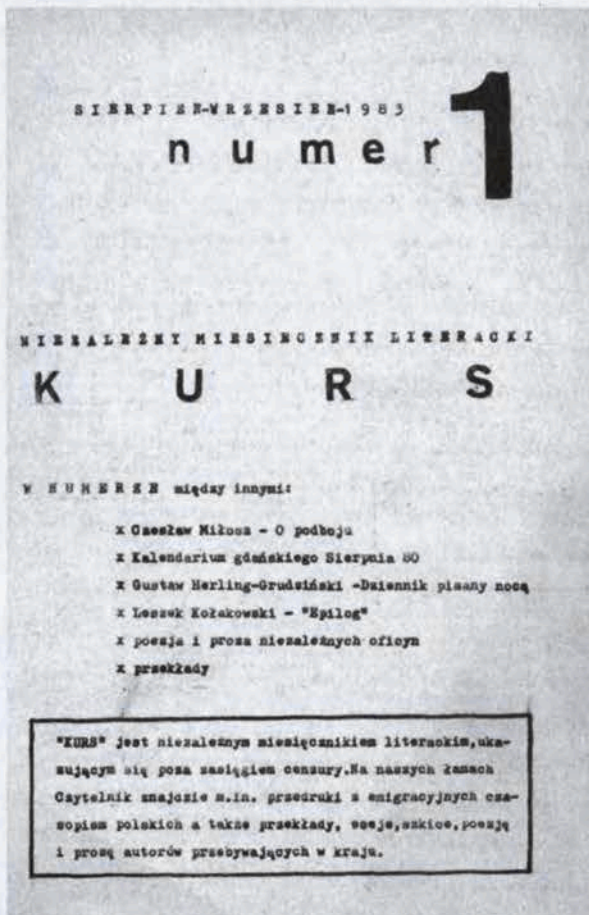 SIERPIEŃ-WRZESIEŃ-1983
numer 1
NIEZALEŻNY MIESIĘCZNIK LITERACKI
KURS
W NUMERZE między innymi:
x Czesław Miłosz - O podboju
x Kalendarium gdańskiego Sierpnia 80
x Gustaw Herling-Grudziński -Dziennik pisany nocą
x Leszek Kołakowski - "Epilog"
x poezja i proza niezależnych oficyn
x przekłady
"KURS" jest niezależnym miesięcznikiem literackim,uka-
zującym się poza zasięgiem cenzury.Na naszych łamach
Czytelnik znajdzie m.in. przedruki z emigracyjnych cza-
sopism polskich a także przekłady, eseje,szkice,poezję
i prozę autorów przebywających w kraju.